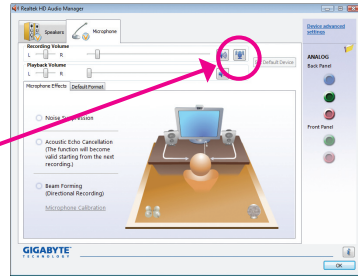 Realtek HD Audio Manager
Speakers
Microphone
Device advanced
settings
Recording Volume
L
R
Default Device
Playback Volume
L
R
ANALOG
Back Panel
Microphone Effects
Default Format
Noise Suppression
Acoustic Echo Cancellation
(The function will become
valid starting from the next
recording.)
Front Panel
Beam Forming
(Directional Recording)
Microphone Calibration
GIGABYTE
TECHNOLOGY
OK